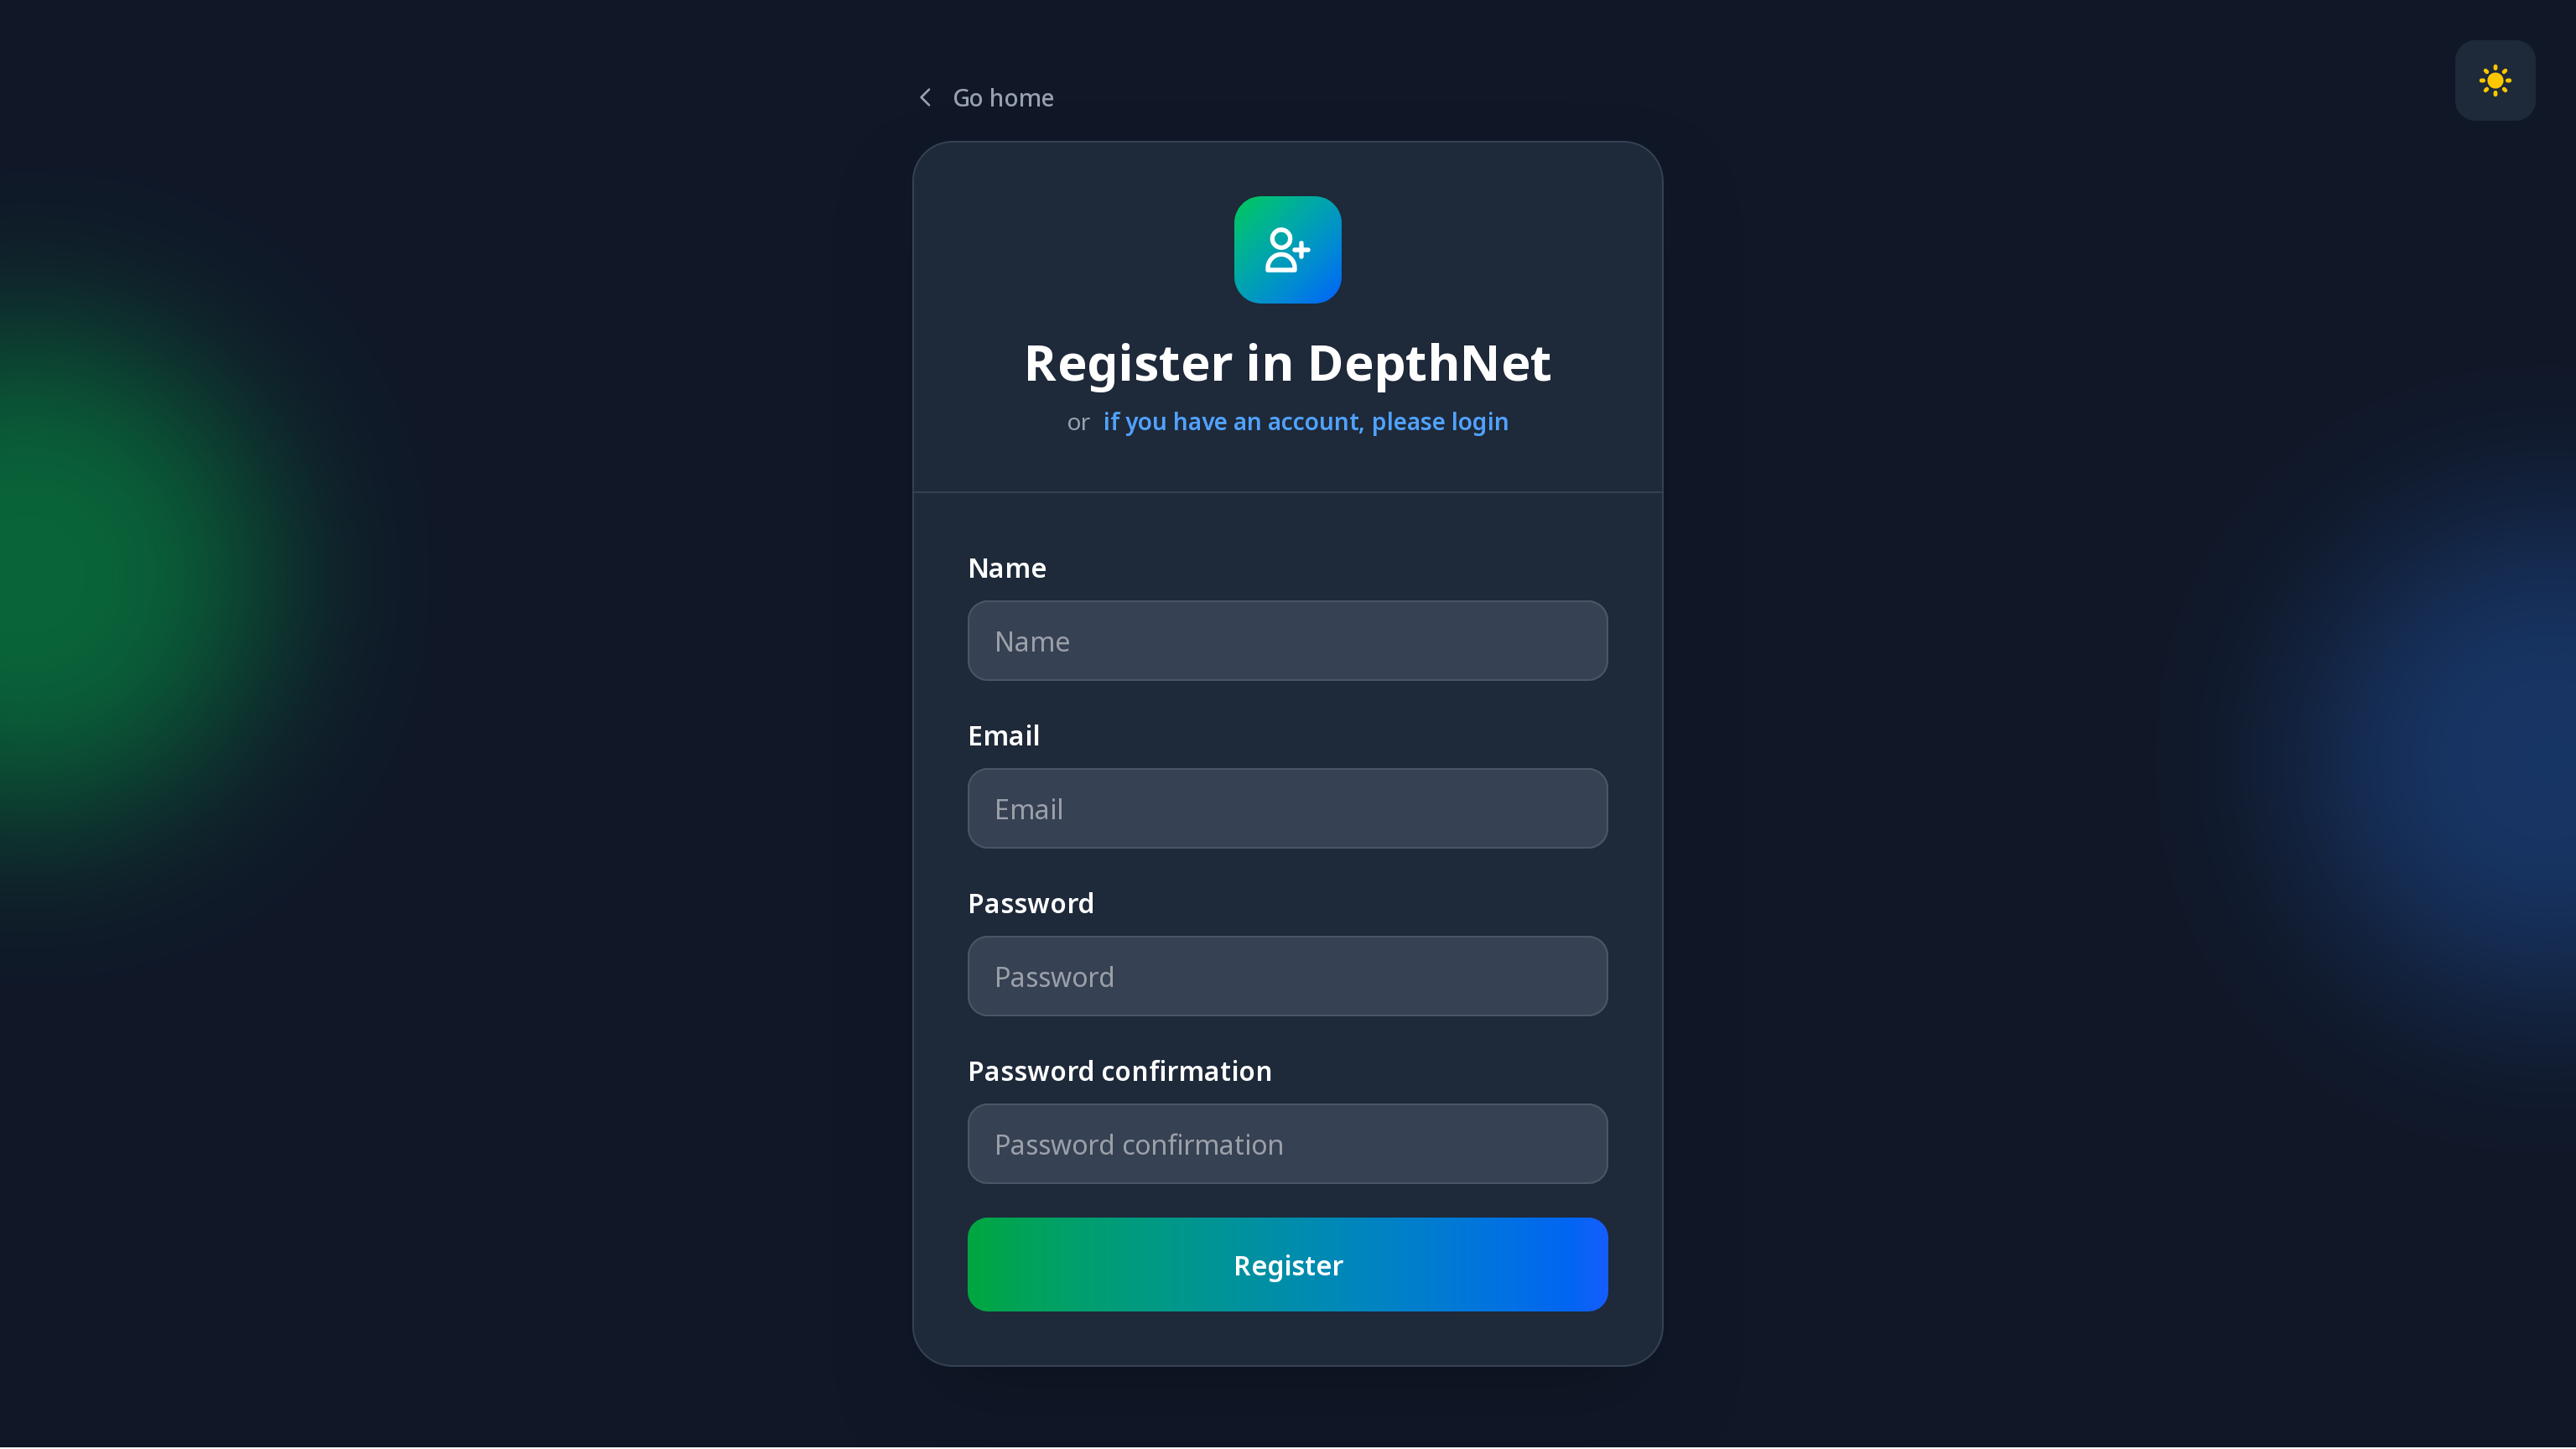 Go home
Register in DepthNet
or if you have an account, please login
Name
Name
Email
Email
Password
Password
Password confirmation
Password confirmation
Register